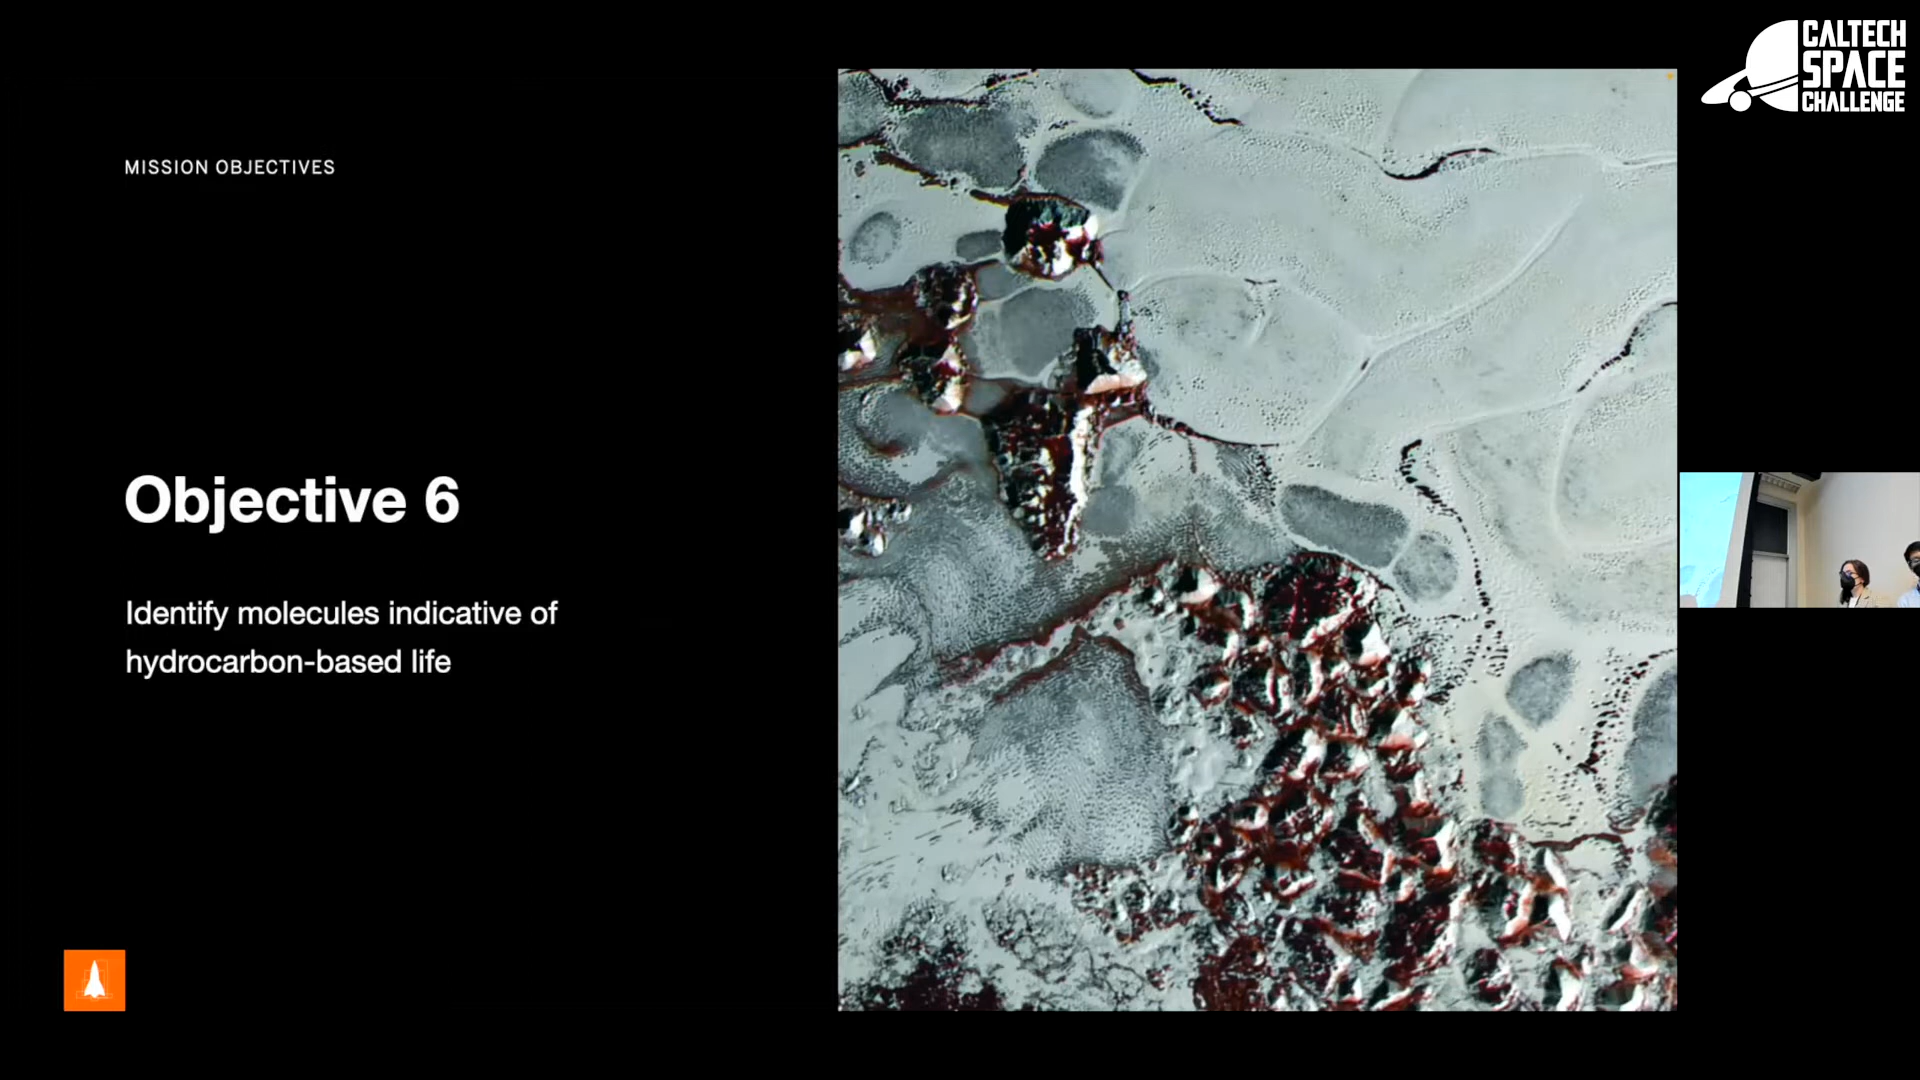 CALTECH
SPACE
CHALLENGE
MISSION OBJECTIVES
Objective 6
Identify molecules indicative of
hydrocarbon-based life